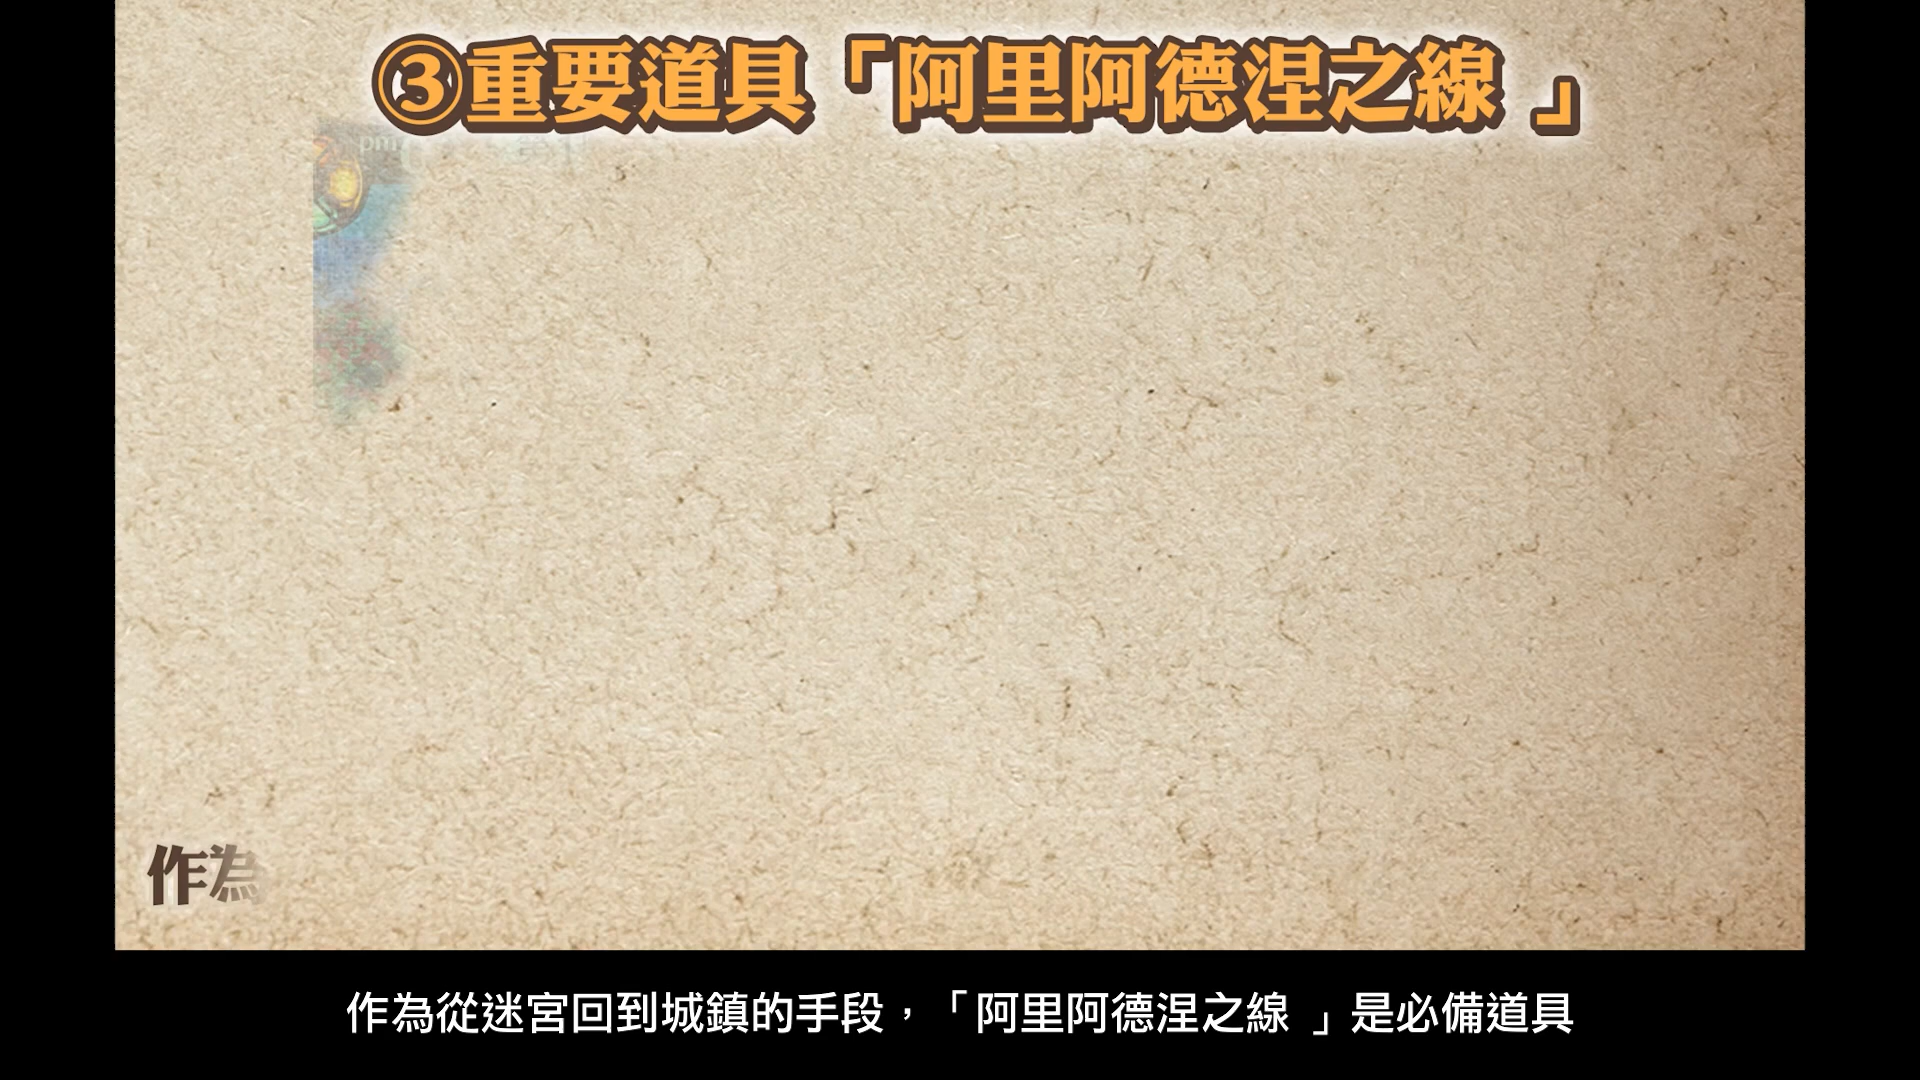 ③重要道具「阿里阿德涅之線 」
pm
作為
作為從迷宮回到城鎮的手段，「阿里阿德涅之線 」是必備道具